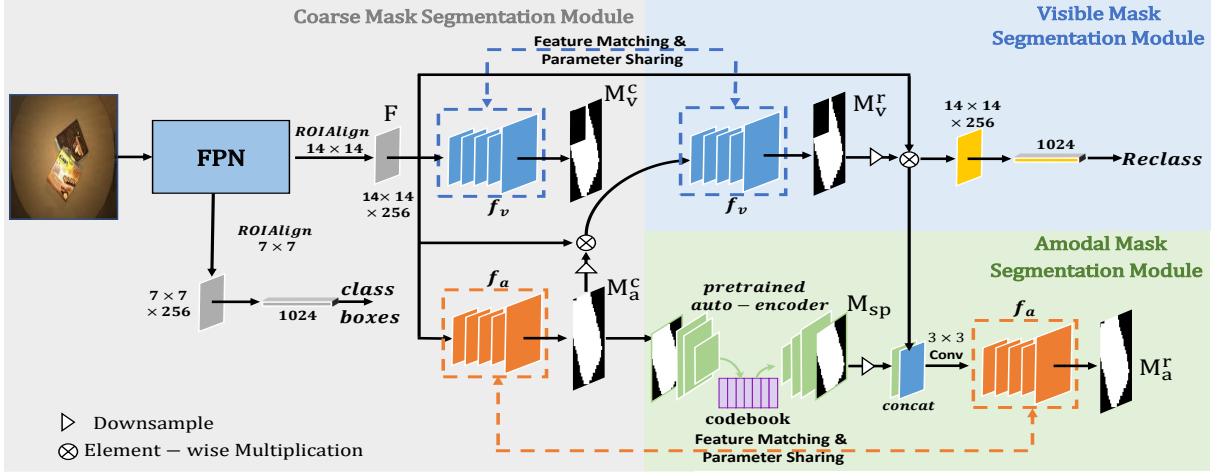 Coarse Mask Segmentation Module
Visible Mask
Segmentation Module
Feature Matching &
Parameter Sharing
F
M_v^c
M_v^r
14 × 14
× 256
ROIAlign
14 × 14
FPN
1024
Reclass
14 × 14
× 256
f_v
f_v
ROIAlign
7 × 7
Amodal Mask
Segmentation Module
f_a
M_a^c
pretrained
auto − encoder
M_sp
f_a
7 × 7
× 256
class
1024
boxes
3 × 3
Conv
M_a^r
concat
codebook
Downsample
Feature Matching &
Parameter Sharing
Element − wise Multiplication